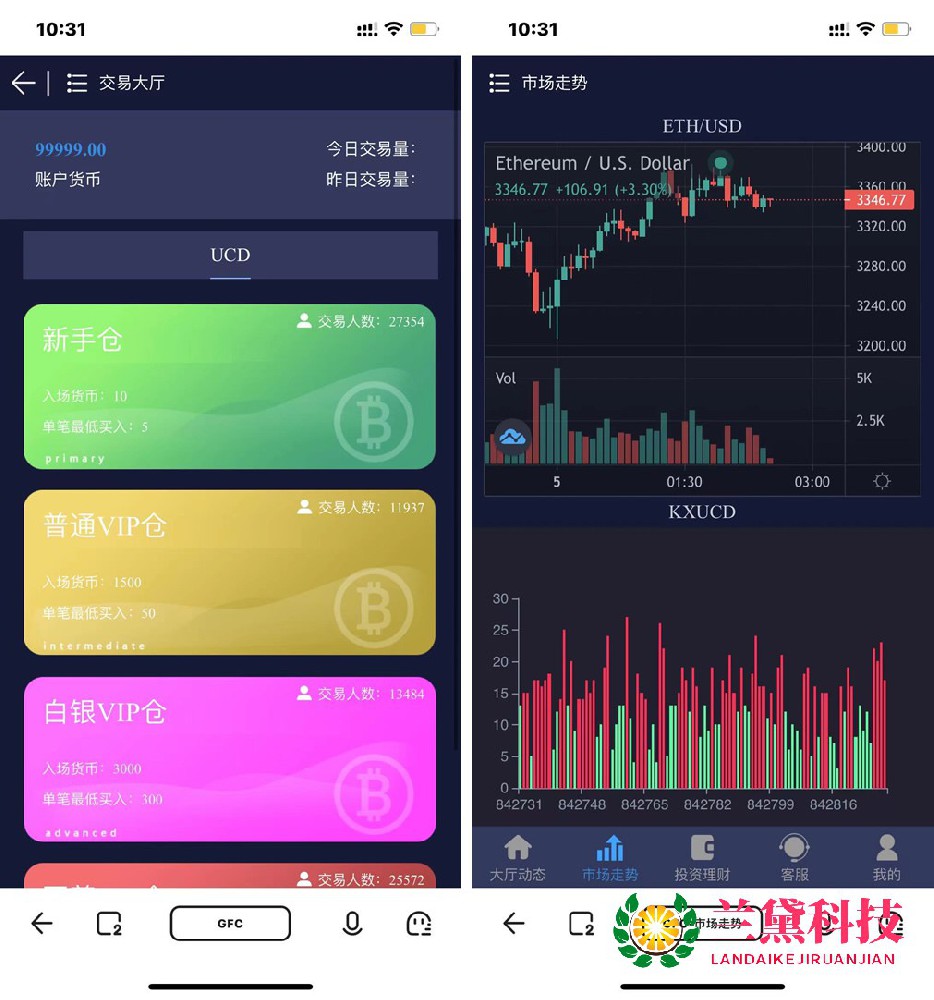 10:31
交易大厅
99999.00
今日交易量:
账户货币
昨日交易量:
UCD
交易人数: 27354
新手仓
入场货币: 10
单笔最低买入: 5
primary
交易人数: 11937
普通VIP仓
入场货币: 1500
单笔最低买入: 50
intermediate
交易人数: 13484
白银VIP仓
入场货币: 3000
单笔最低买入: 300
advanced
交易人数: 25572
2
GFC
10:31
市场走势
ETH/USD
Ethereum / U.S. Dollar
3346.77 +106.91 (+3.30%)
3400.00
3360.00
3346.77
3320.00
3280.00
3240.00
3200.00
Vol
5K
2.5K
5
01:30
03:00
KXUCD
30
25
20
15
10
5
0
842731 842748 842765 842782 842799 842816
大厅动态
市场走势
投资理财
客服
我的
2
市场走势
兰黛科技
LANDAIKEJIRUANJIAN